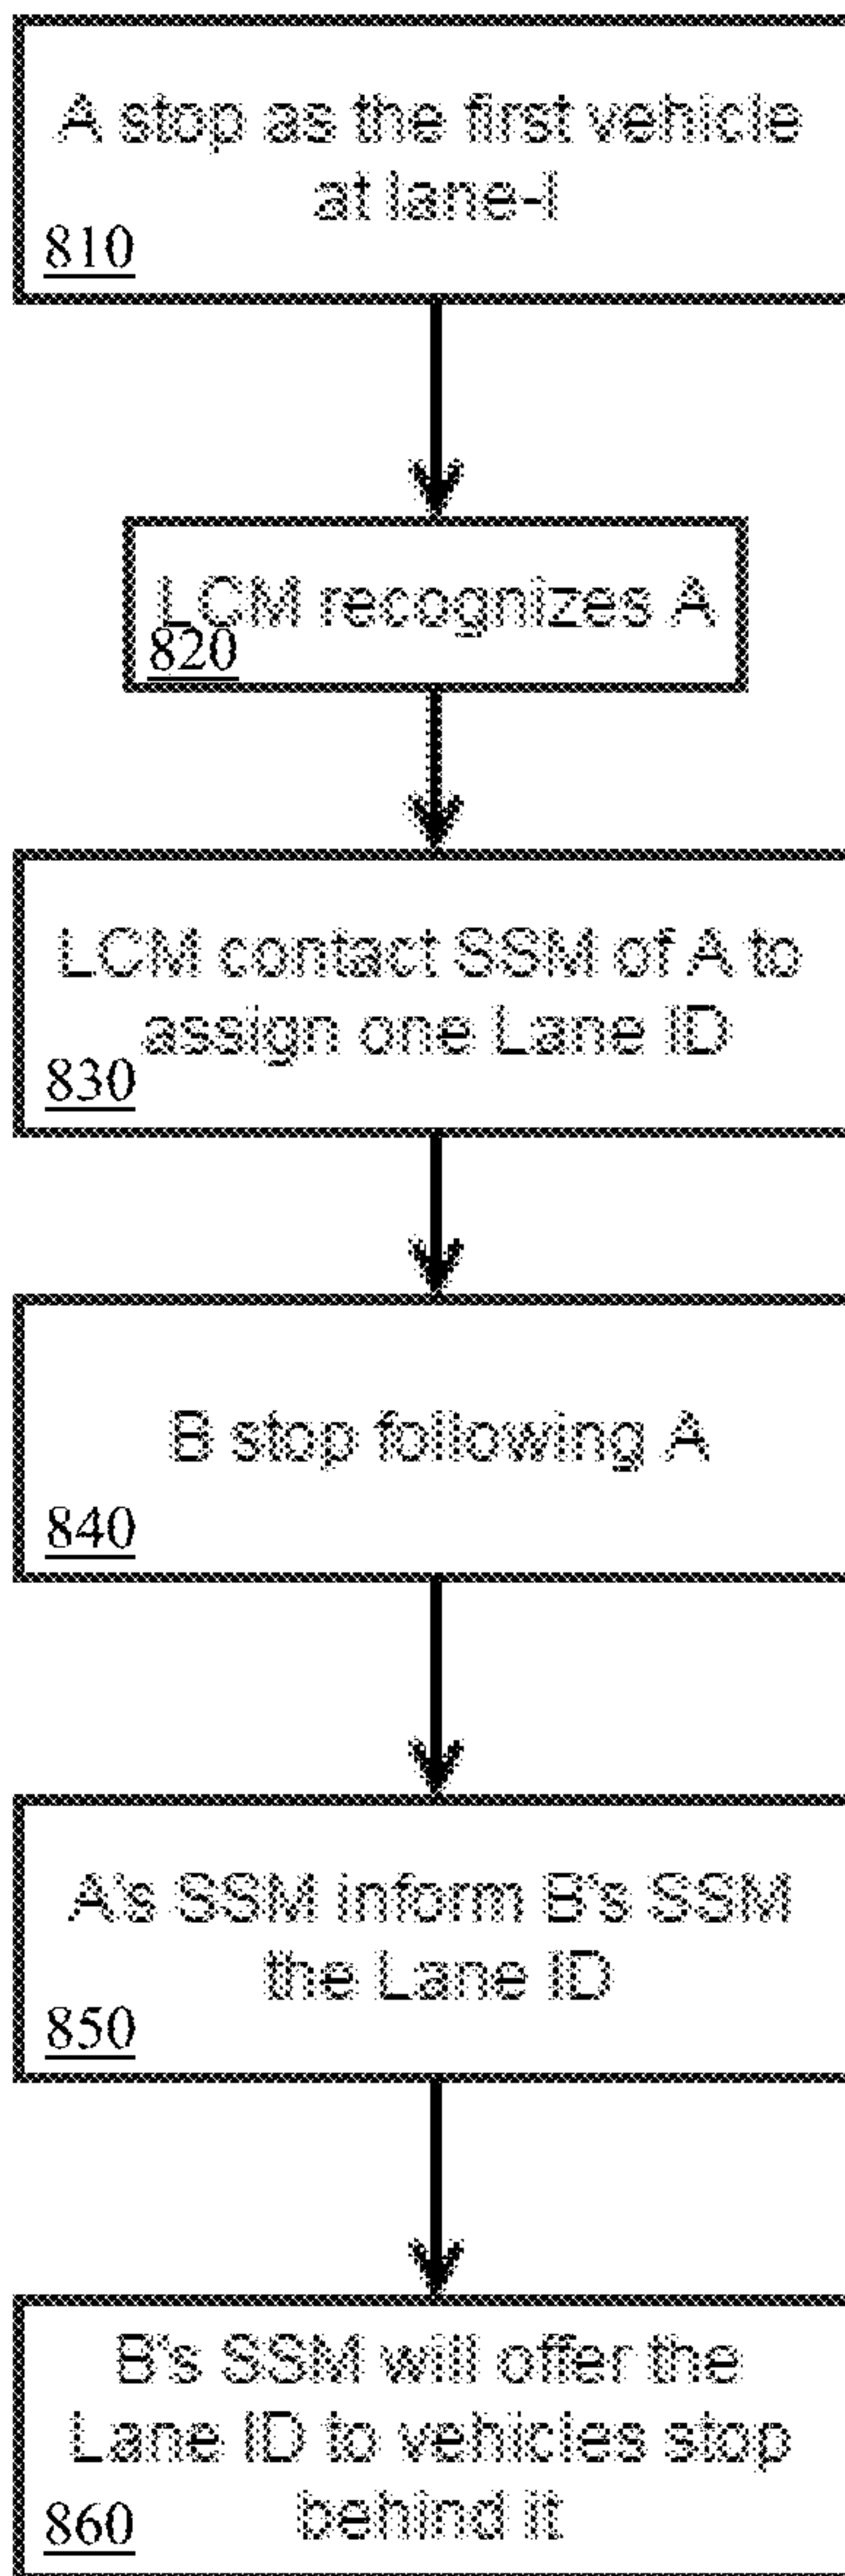 A stop as the first vehicle
at lane-I
810
LCM recognizes A
820
LCM contact SSM of A to
assign one Lane ID
830
B stop following A
840
A's SSM inform B's SSM
the Lane ID
850
B's SSM will offer the
Lane ID to vehicles stop
behind it
860